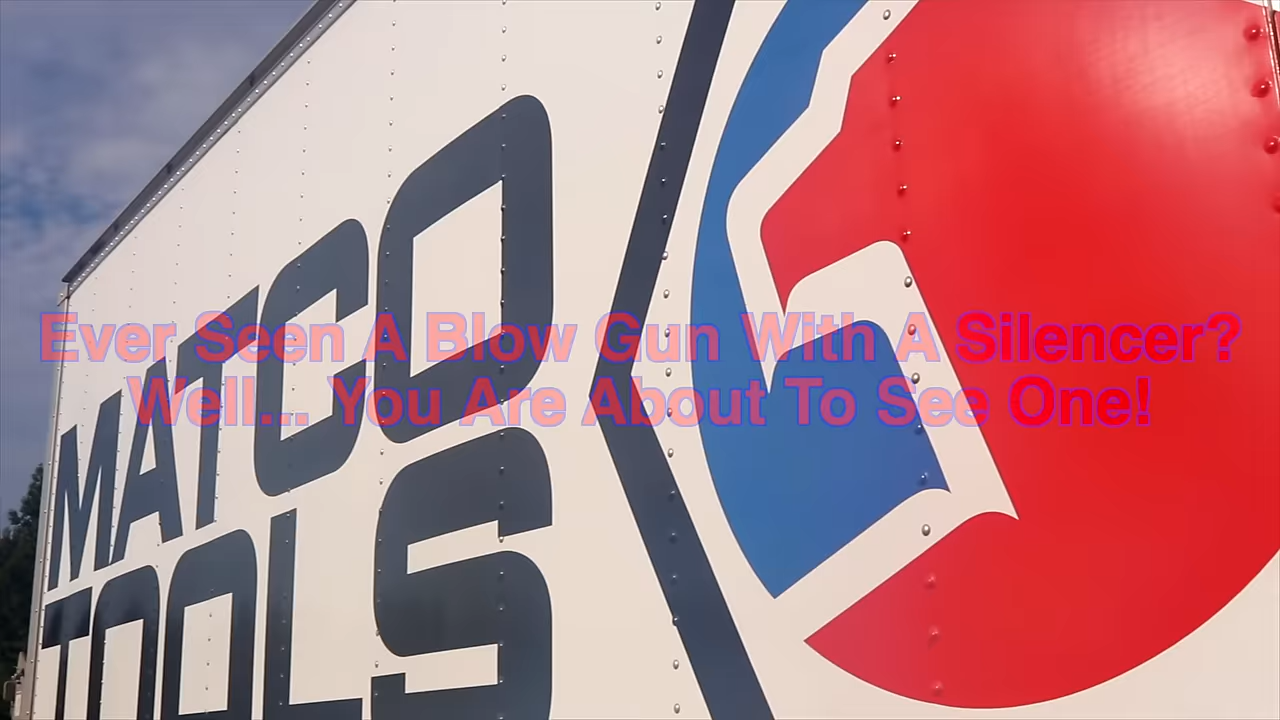 MATCO
TOOLS
Ever Seen A Blow Gun With A Silencer?
Well... You Are About To See One!